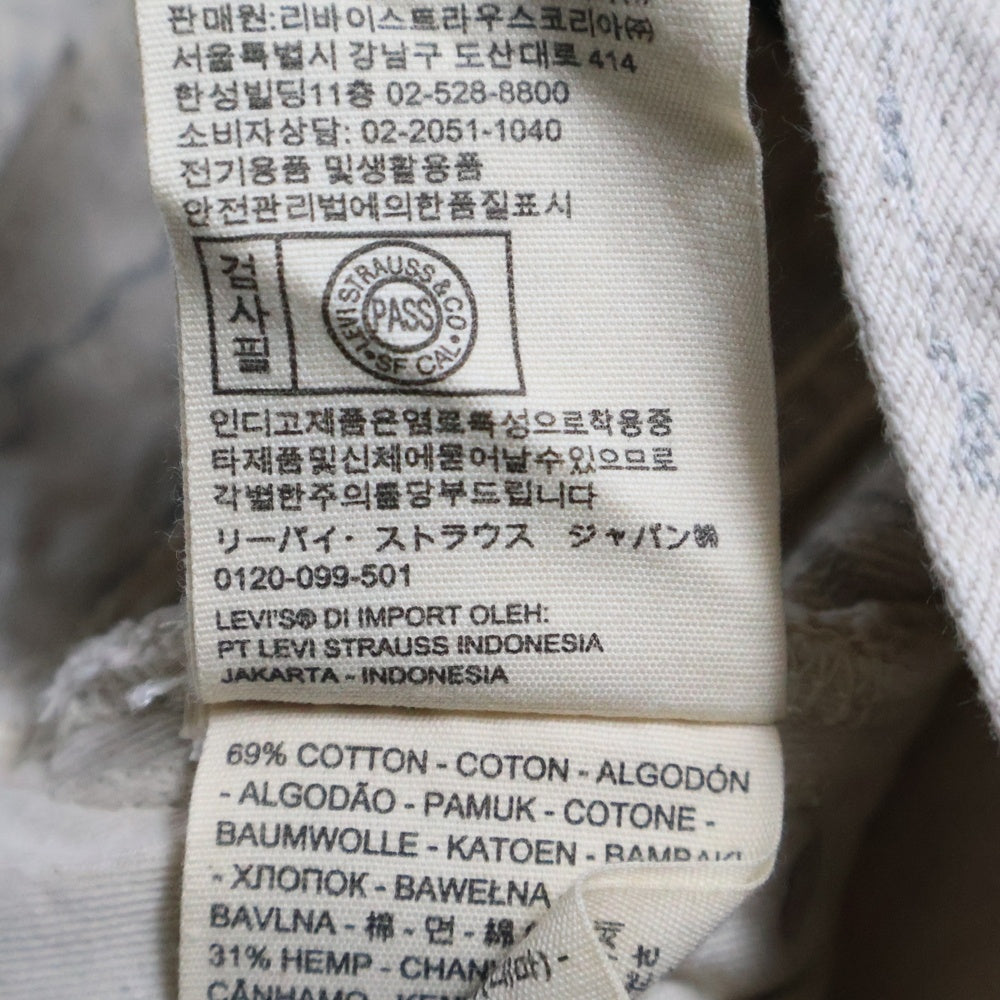 판매원:리바이스트라우스코리아㈜
서울특별시 강남구 도산대로 414
한성빌딩11층 02-528-8800
소비자상담: 02-2051-1040
전기용품 및생활용품
안전관리법에의한품질표시
검사필
LEVI STRAUSS & CO
PASS
SF CAL
인디고제품은염료특성으로착용중
타제품및신체에물어날수있으므로
각별한주의를당부드립니다
リーバイ・ ストラウス ジャパン㈱
0120-099-501
LEVI'S® DI IMPORT OLEH:
PT LEVI STRAUSS INDONESIA
JAKARTA - INDONESIA
69% COTTON - COTON - ALGODÓN
- ALGODÃO - PAMUK - COTONE -
BAUMWOLLE - KATOEN -
- ХЛОПОК - BAWEŁNA
BAVLNA - 棉 - 면 - 綿
31% HEMP -
CÂNHAMO -